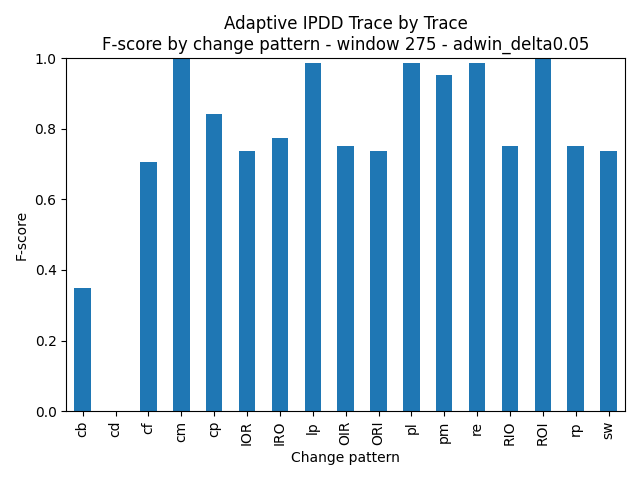 Adaptive IPDD Trace by Trace
F-score by change pattern - window 275 - adwin_delta0.05
1.0
0.8
0.6
0.4
0.2
0.0
F-score
cb
cd
cf
cm
cp
IOR
IRO
lp
OIR
ORI
pl
pm
re
RIO
ROI
rp
sw
Change pattern